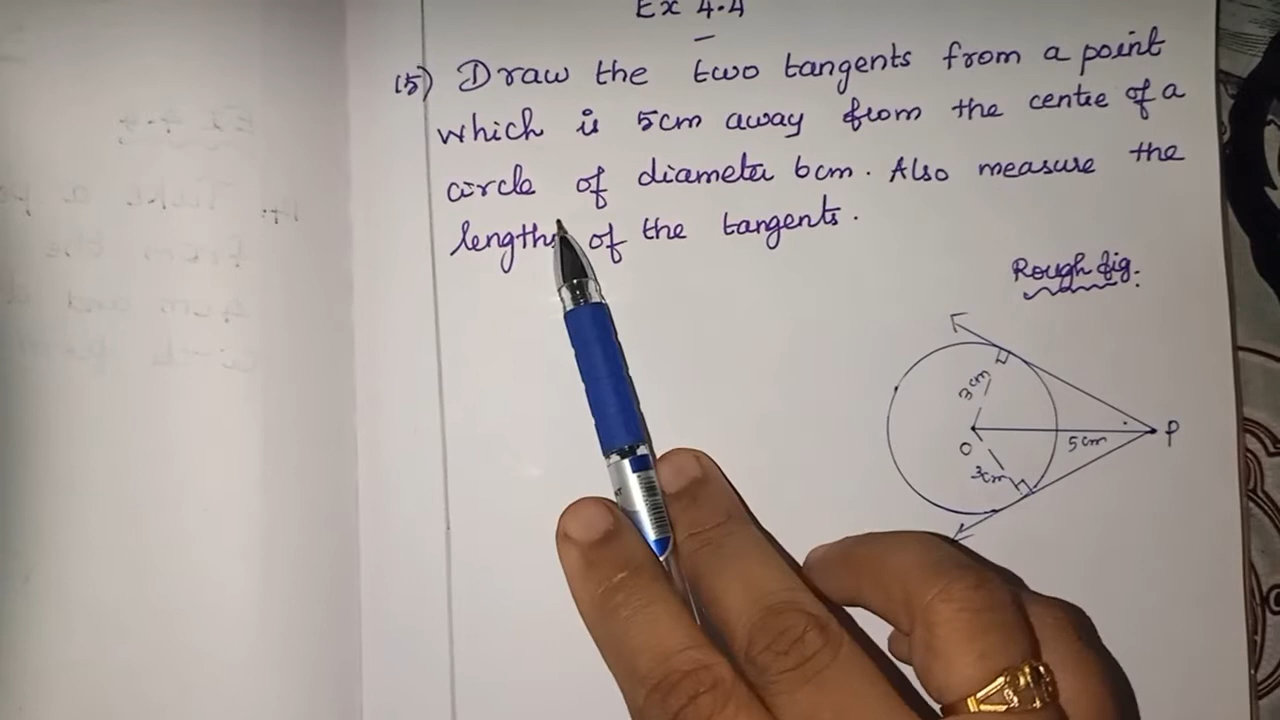 Ex 4.4
15) Draw the two tangents from a point
which is 5cm away from the centre of a
circle of diameter 6cm. Also measure the
lengths of the tangents.
Rough fig.
3cm
O
5cm
P
3cm